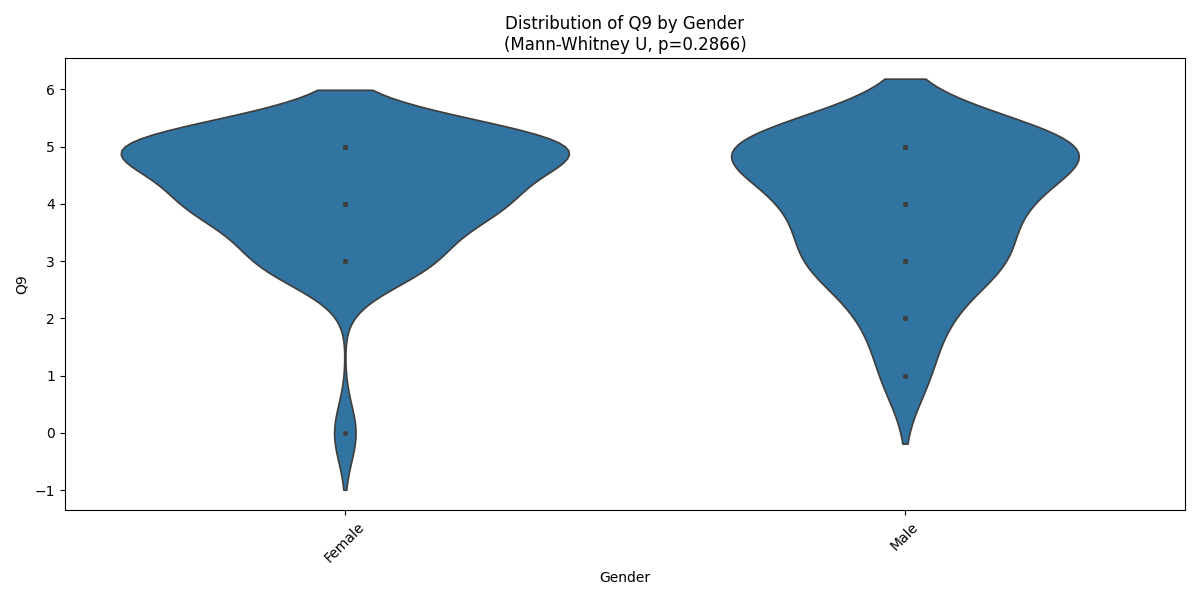 Distribution of Q9 by Gender
(Mann-Whitney U, p=0.2866)
6
5
4
3
2
1
0
−1
Q9
Female
Male
Gender